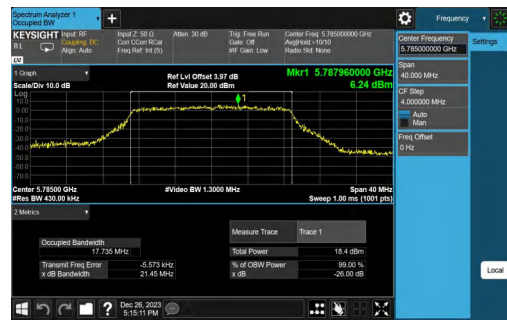 Spectrum Analyzer 1
Occupied BW
+
Frequency
KEYSIGHT
Input: RF
Input Z: 50 Ω
Atten: 30 dB
Trig: Free Run
Center Freq: 5.785000000 GHz
RL
Coupling: DC
Corr CCorr RCal
Gate: Off
Avg|Hold:>10/10
Align: Auto
Freq Ref: Int (S)
#IF Gain: Low
Radio Std: None
LV
Center Frequency
5.785000000 GHz
Settings
Span
40.000 MHz
CF Step
4.000000 MHz
Auto
Man
Freq Offset
0 Hz
Local
1 Graph
Ref Lvl Offset 3.97 dB
Mkr1 5.787960000 GHz
Scale/Div 10.0 dB
Ref Value 20.00 dBm
6.24 dBm
Log
10.0
0.00
-10.0
-20.0
-30.0
-40.0
-50.0
-60.0
-70.0
1
Center 5.78500 GHz
#Video BW 1.3000 MHz
Span 40 MHz
#Res BW 430.00 kHz
Sweep 1.00 ms (1001 pts)
2 Metrics
Measure Trace
Trace 1
Occupied Bandwidth
17.735 MHz
Total Power
18.4 dBm
Transmit Freq Error
-5.573 kHz
% of OBW Power
99.00 %
x dB Bandwidth
21.45 MHz
x dB
-26.00 dB
?
Dec 26, 2023
5:15:11 PM